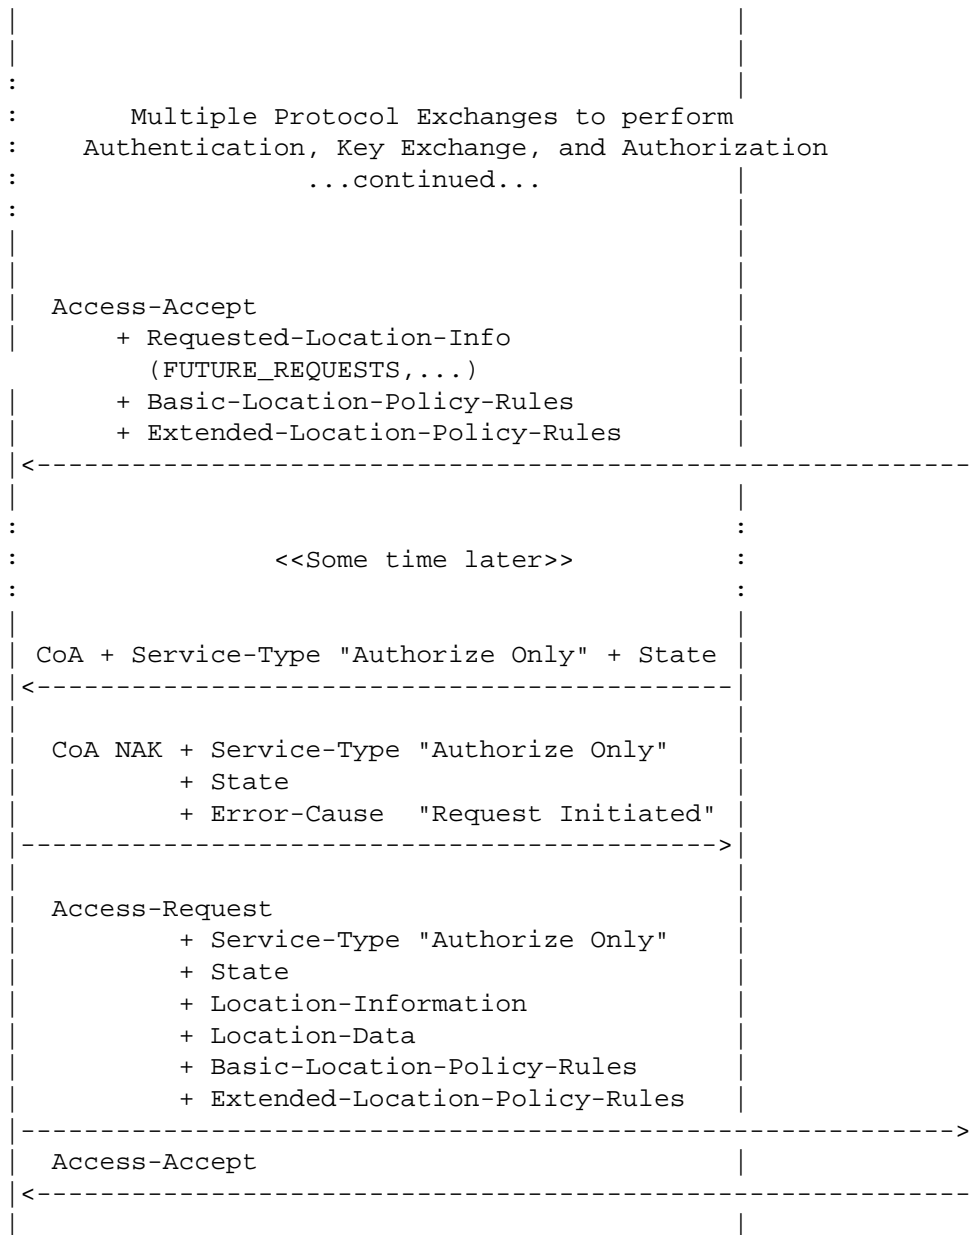 |                                             |
|                                             |
:                                             |
:       Multiple Protocol Exchanges to perform
:    Authentication, Key Exchange, and Authorization
:                  ...continued...            |
:                                             |
|                                             |
|                                             |
|  Access-Accept                              |
|      + Requested-Location-Info              |
        (FUTURE_REQUESTS,...)                 |
|      + Basic-Location-Policy-Rules          |
|      + Extended-Location-Policy-Rules       |
|<-----------------------------------------------------------
|                                             |
:                                             :
:                <<Some time later>>          :
:                                             :
|                                             |
| CoA + Service-Type "Authorize Only" + State |
|<--------------------------------------------|
|                                             |
|  CoA NAK + Service-Type "Authorize Only"    |
|          + State                            |
|          + Error-Cause  "Request Initiated" |
|-------------------------------------------->|
|                                             |
|  Access-Request                             |
|          + Service-Type "Authorize Only"    |
|          + State                            |
|          + Location-Information             |
|          + Location-Data                    |
|          + Basic-Location-Policy-Rules      |
|          + Extended-Location-Policy-Rules   |
|----------------------------------------------------------->
|  Access-Accept                              |
|<-----------------------------------------------------------
|                                             |